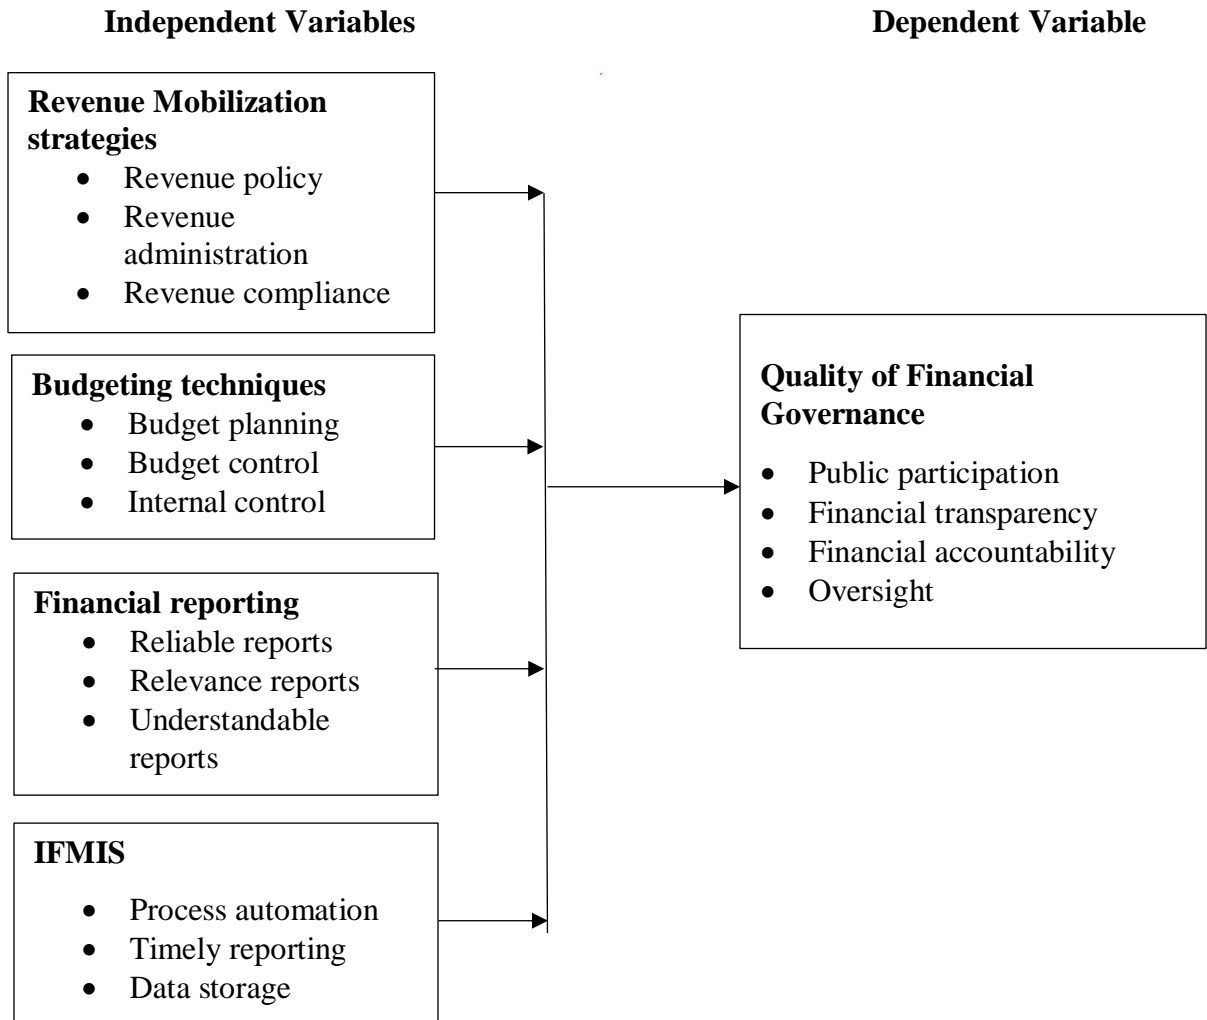 Independent Variables
Dependent Variable
Revenue Mobilization
strategies
• Revenue policy
• Revenue
administration
• Revenue compliance
Budgeting techniques
• Budget planning
• Budget control
• Internal control
Financial reporting
• Reliable reports
• Relevance reports
• Understandable
reports
IFMIS
• Process automation
• Timely reporting
• Data storage
Quality of Financial
Governance
• Public participation
• Financial transparency
• Financial accountability
• Oversight